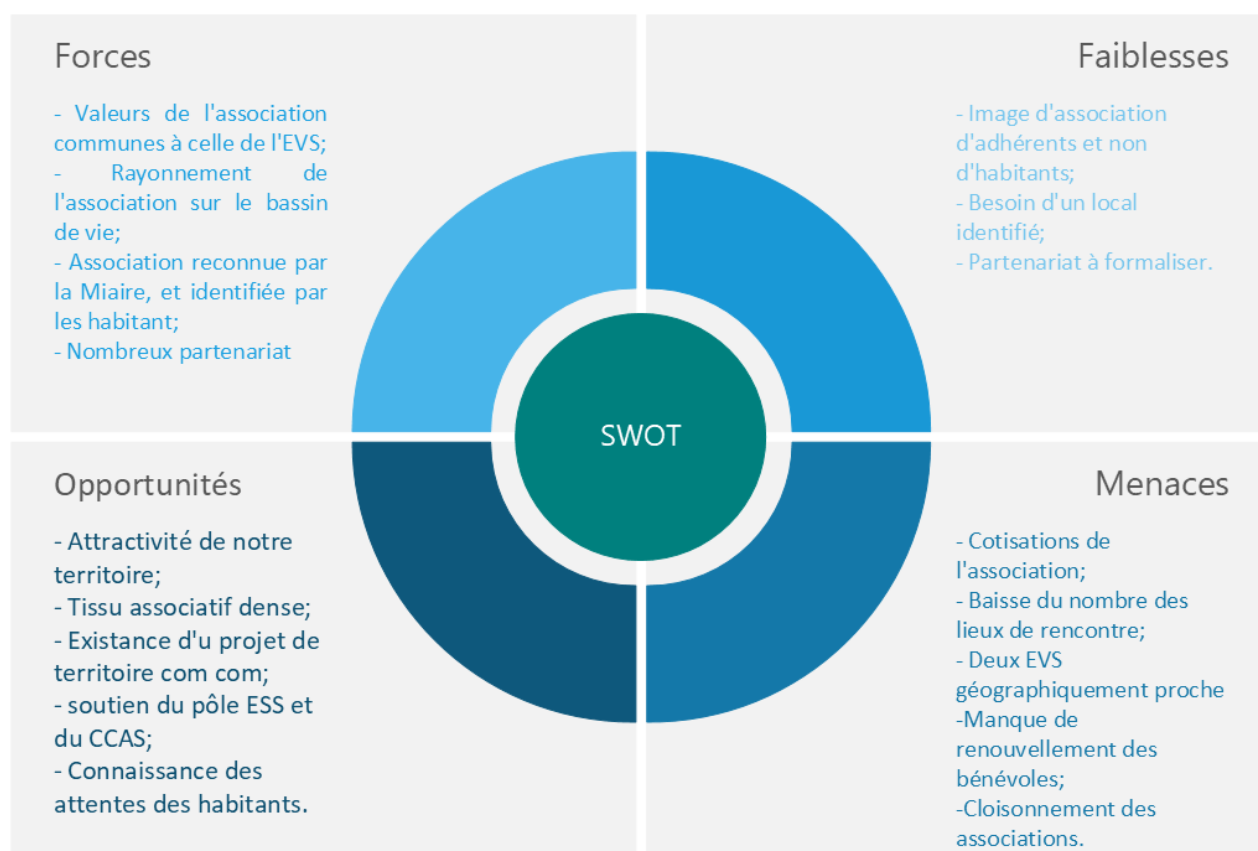 Forces
- Valeurs de l'association
communes à celle de l'EVS;
- Rayonnement de
l'association sur le bassin
de vie;
- Association reconnue par
la Miaire, et identifiée par
les habitant;
- Nombreux partenariat
Faiblesses
- Image d'association
d'adhérents et non
d'habitants;
- Besoin d'un local
identifié;
- Partenariat à formaliser.
SWOT
Opportunités
- Attractivité de notre
territoire;
- Tissu associatif dense;
- Existance d'u projet de
territoire com com;
- soutien du pôle ESS et
du CCAS;
- Connaissance des
attentes des habitants.
Menaces
- Cotisations de
l'association;
- Baisse du nombre des
lieux de rencontre;
- Deux EVS
géographiquement proche
-Manque de
renouvellement des
bénévoles;
-Cloisonnement des
associations.